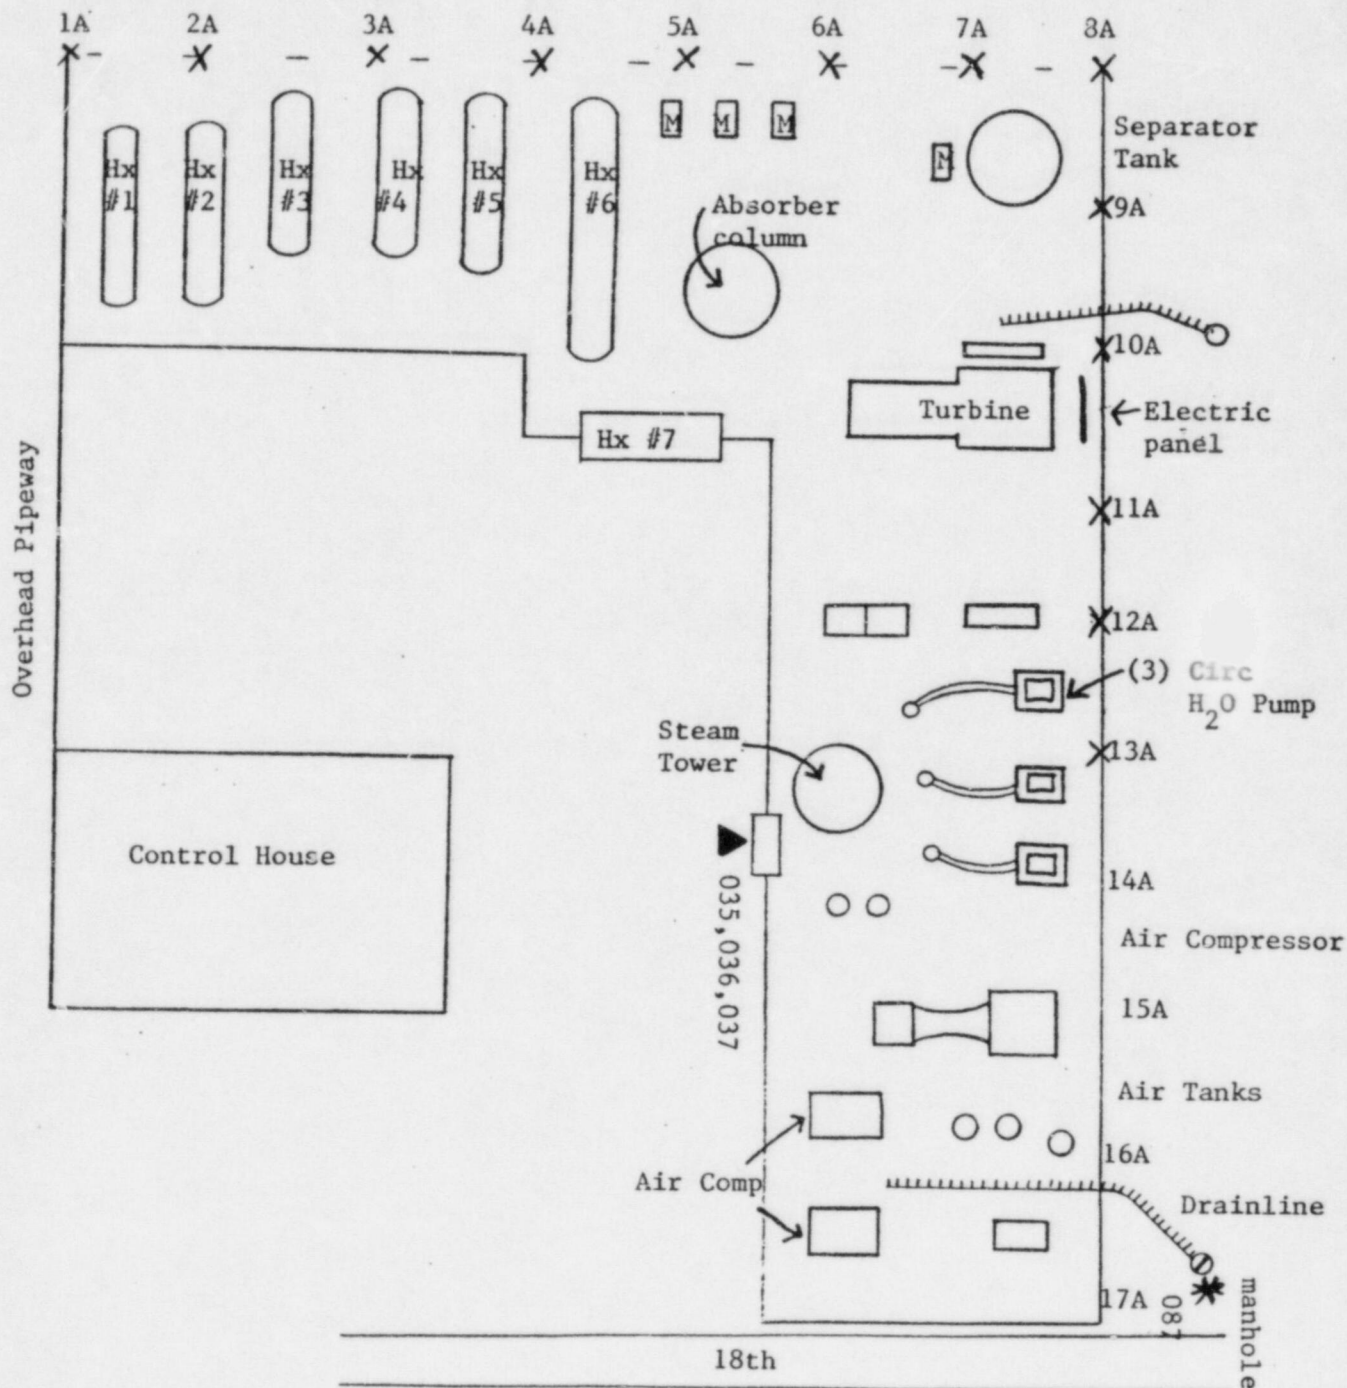 1A 2A 3A 4A 5A 6A 7A 8A
Hx
#1
Hx
#2
Hx
#3
Hx
#4
Hx
#5
Hx
#6
M M M
M
Separator
Tank
9A
Absorber
column
10A
Turbine
Electric
panel
Hx #7
Overhead Pipeway
11A
12A
(3) Circ
H2O Pump
Steam
Tower
13A
Control House
035,036,037
14A
Air Compressor
15A
Air Tanks
16A
Air Comp
Drainline
17A
087
manhole
18th